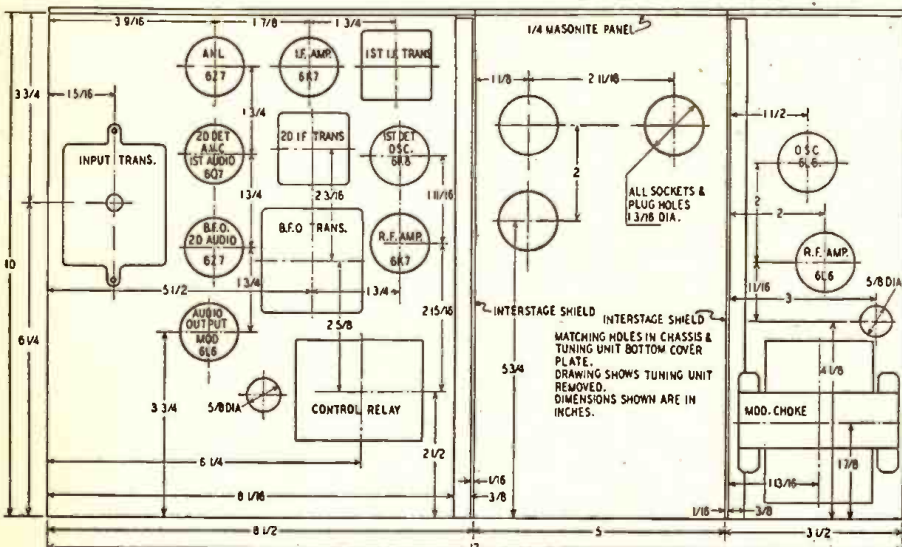 3 9/16
1 7/8
1 3/4
1/4 MASONITE PANEL
3 3/4
1 5/16
A.N.L.
6Z7
I.F. AMP.
6K7
1ST I.F. TRANS
1 1/8
2 11/16
1 1/2
1 3/4
INPUT TRANS.
2D DET
A.V.C.
1ST AUDIO
6Q7
2D I.F. TRANS
1ST DET
OSC.
6K8
2
OSC
6L6.
1 3/4
2 3/16
1 11/16
ALL SOCKETS &
PLUG HOLES
1 3/16 DIA.
2
2
B.F.O.
2D AUDIO
6Z7
B.F.O TRANS.
R.F. AMP.
6K7
R.F. AMP.
6L6
5/8 DIA
10
6 1/4
5 1/2
1 3/4
1 3/4
2 15/16
1 1/16
3
AUDIO
OUTPUT
MOD
6L6
2 5/8
INTERSTAGE SHIELD
INTERSTAGE SHIELD
MATCHING HOLES IN CHASSIS &
TUNING UNIT BOTTOM COVER
PLATE.
DRAWING SHOWS TUNING UNIT
REMOVED.
DIMENSIONS SHOWN ARE IN
INCHES.
5 3/4
4 1/8
3 3/4
5/8 DIA
CONTROL RELAY
MOD. CHOKE
2 1/2
6 1/4
1 7/8
1 13/16
8 1/16
1/16
3/8
1/16
3/8
8 1/2
5
3 1/2
17